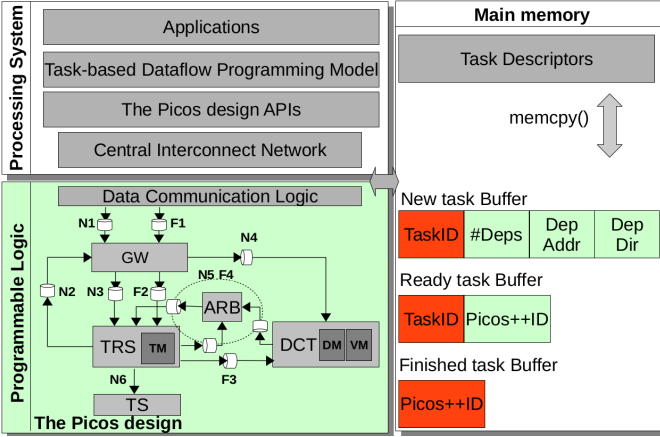 Processing System
Applications
Task-based Dataflow Programming Model
The Picos design APIs
Central Interconnect Network
Programmable Logic
Data Communication Logic
N1
F1
GW
N4
N2
N3
F2
N5
F4
ARB
TRS
TM
DCT
DM
VM
F3
N6
TS
The Picos design
Main memory
Task Descriptors
memcpy()
New task Buffer
TaskID
#Deps
Dep
Addr
Dep
Dir
Ready task Buffer
TaskID
Picos++ID
Finished task Buffer
Picos++ID